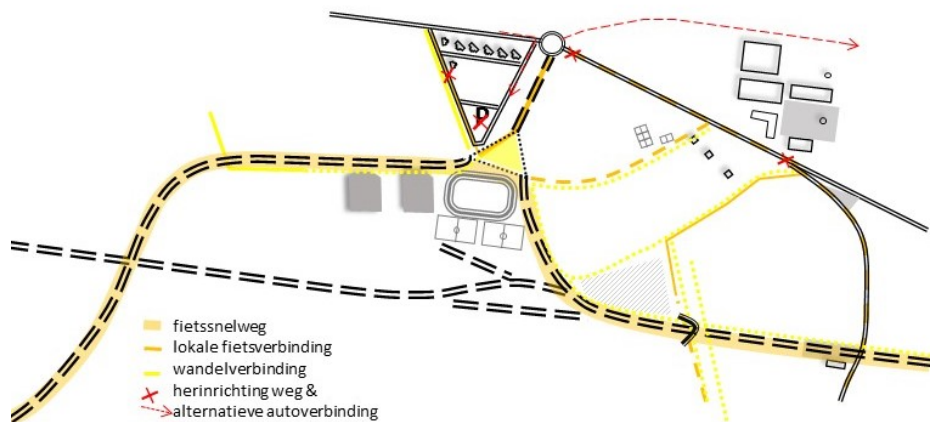 P
fietssnelweg
lokale fietsverbinding
wandelverbinding
herinrichting weg &
alternatieve autoverbinding